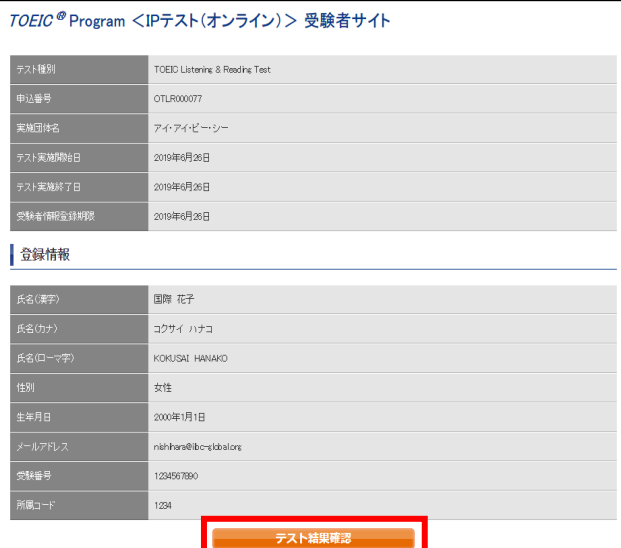 TOEIC® Program ＜IPテスト（オンライン）＞ 受験者サイト
テスト種別 TOEIC Listening & Reading Test
申込番号 OTLR000077
実施団体名 アイ・アイ・ビー・シー
テスト実施開始日 2019年6月26日
テスト実施終了日 2019年6月26日
受験者情報登録期限 2019年6月26日
登録情報
氏名（漢字） 国際 花子
氏名（カナ） コクサイ ハナコ
氏名（ローマ字） KOKUSAI HANAKO
性別 女性
生年月日 2000年1月1日
メールアドレス nishihara@ibc-global.org
受験番号 1234567890
所属コード 1234
テスト結果確認